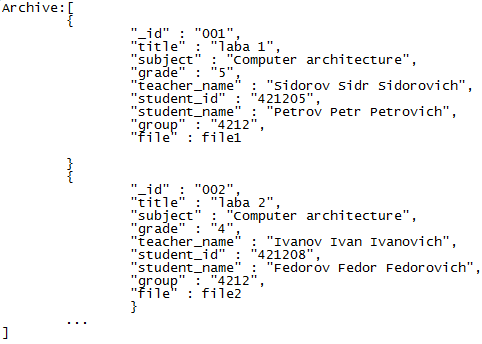 Archive:[
{
"_id" : "001",
"title" : "laba 1",
"subject" : "Computer architecture",
"grade" : "5",
"teacher_name" : "Sidorov Sidr Sidorovich",
"student_id" : "421205",
"student_name" : "Petrov Petr Petrovich",
"group" : "4212",
"file" : file1
}
{
"_id" : "002",
"title" : "laba 2",
"subject" : "Computer architecture",
"grade" : "4",
"teacher_name" : "Ivanov Ivan Ivanovich",
"student_id" : "421208",
"student_name" : "Fedorov Fedor Fedorovich",
"group" : "4212",
"file" : file2
}
...
]